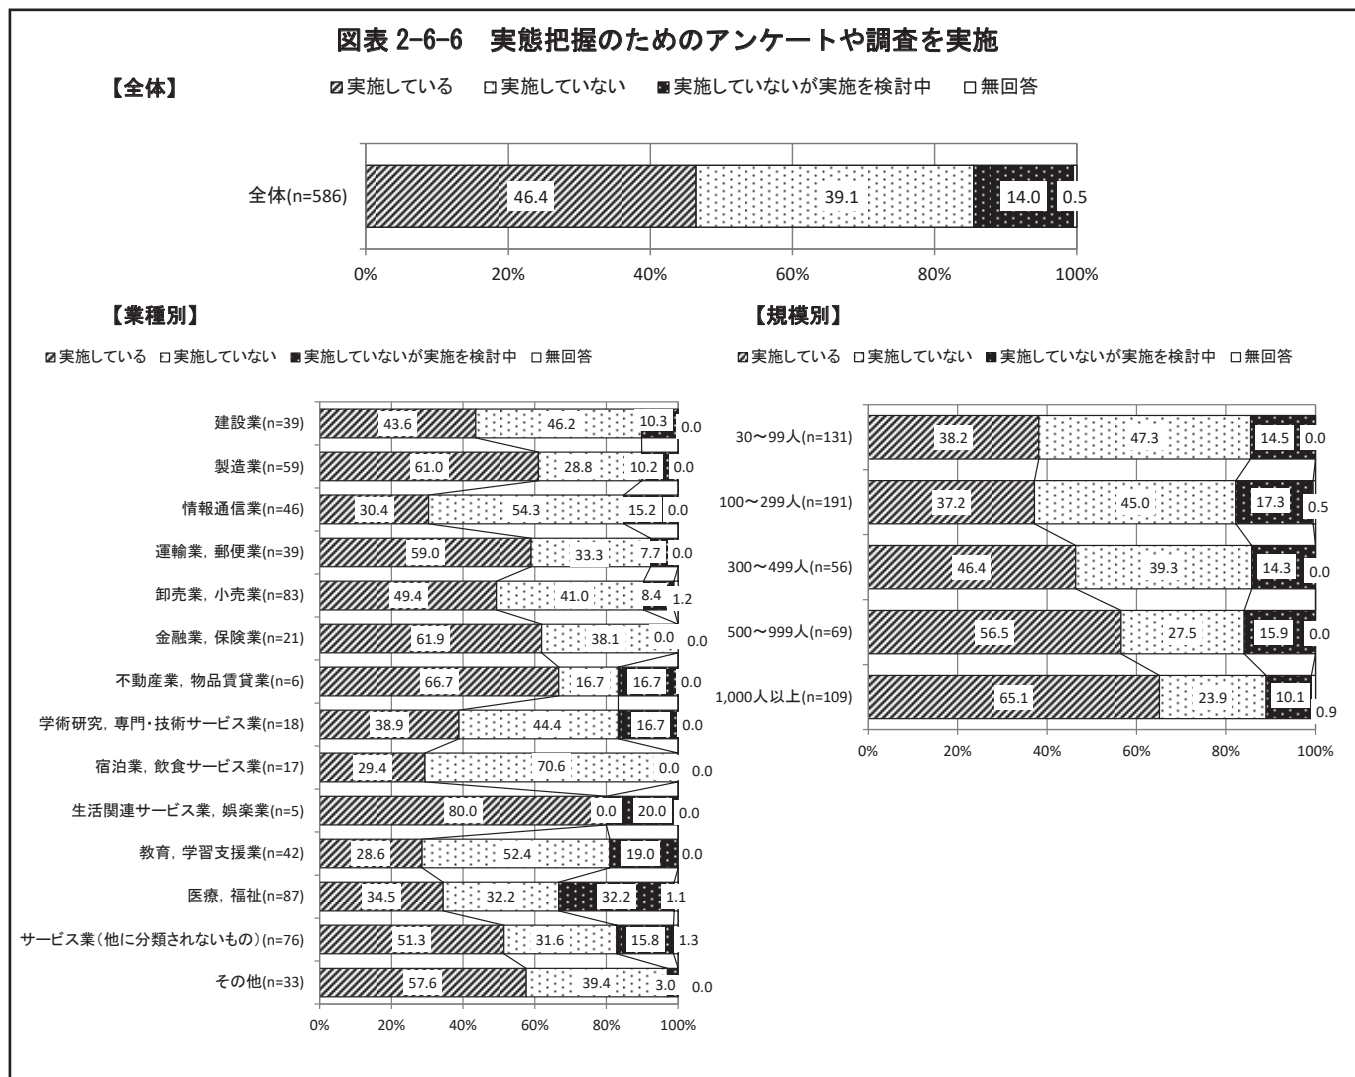 図表 2-6-6　実態把握のためのアンケートや調査を実施
【全体】
実施している　実施していない　実施していないが実施を検討中　無回答
全体(n=586) 46.4 39.1 14.0 0.5
0% 20% 40% 60% 80% 100%
【業種別】
実施している　実施していない　実施していないが実施を検討中　無回答
建設業(n=39) 43.6 46.2 10.3 0.0
製造業(n=59) 61.0 28.8 10.2 0.0
情報通信業(n=46) 30.4 54.3 15.2 0.0
運輸業，郵便業(n=39) 59.0 33.3 7.7 0.0
卸売業，小売業(n=83) 49.4 41.0 8.4 1.2
金融業，保険業(n=21) 61.9 38.1 0.0 0.0
不動産業，物品賃貸業(n=6) 66.7 16.7 16.7 0.0
学術研究，専門・技術サービス業(n=18) 38.9 44.4 16.7 0.0
宿泊業，飲食サービス業(n=17) 29.4 70.6 0.0 0.0
生活関連サービス業，娯楽業(n=5) 80.0 0.0 20.0 0.0
教育，学習支援業(n=42) 28.6 52.4 19.0 0.0
医療，福祉(n=87) 34.5 32.2 32.2 1.1
サービス業（他に分類されないもの）(n=76) 51.3 31.6 15.8 1.3
その他(n=33) 57.6 39.4 3.0 0.0
0% 20% 40% 60% 80% 100%
【規模別】
実施している　実施していない　実施していないが実施を検討中　無回答
30～99人(n=131) 38.2 47.3 14.5 0.0
100～299人(n=191) 37.2 45.0 17.3 0.5
300～499人(n=56) 46.4 39.3 14.3 0.0
500～999人(n=69) 56.5 27.5 15.9 0.0
1,000人以上(n=109) 65.1 23.9 10.1 0.9
0% 20% 40% 60% 80% 100%